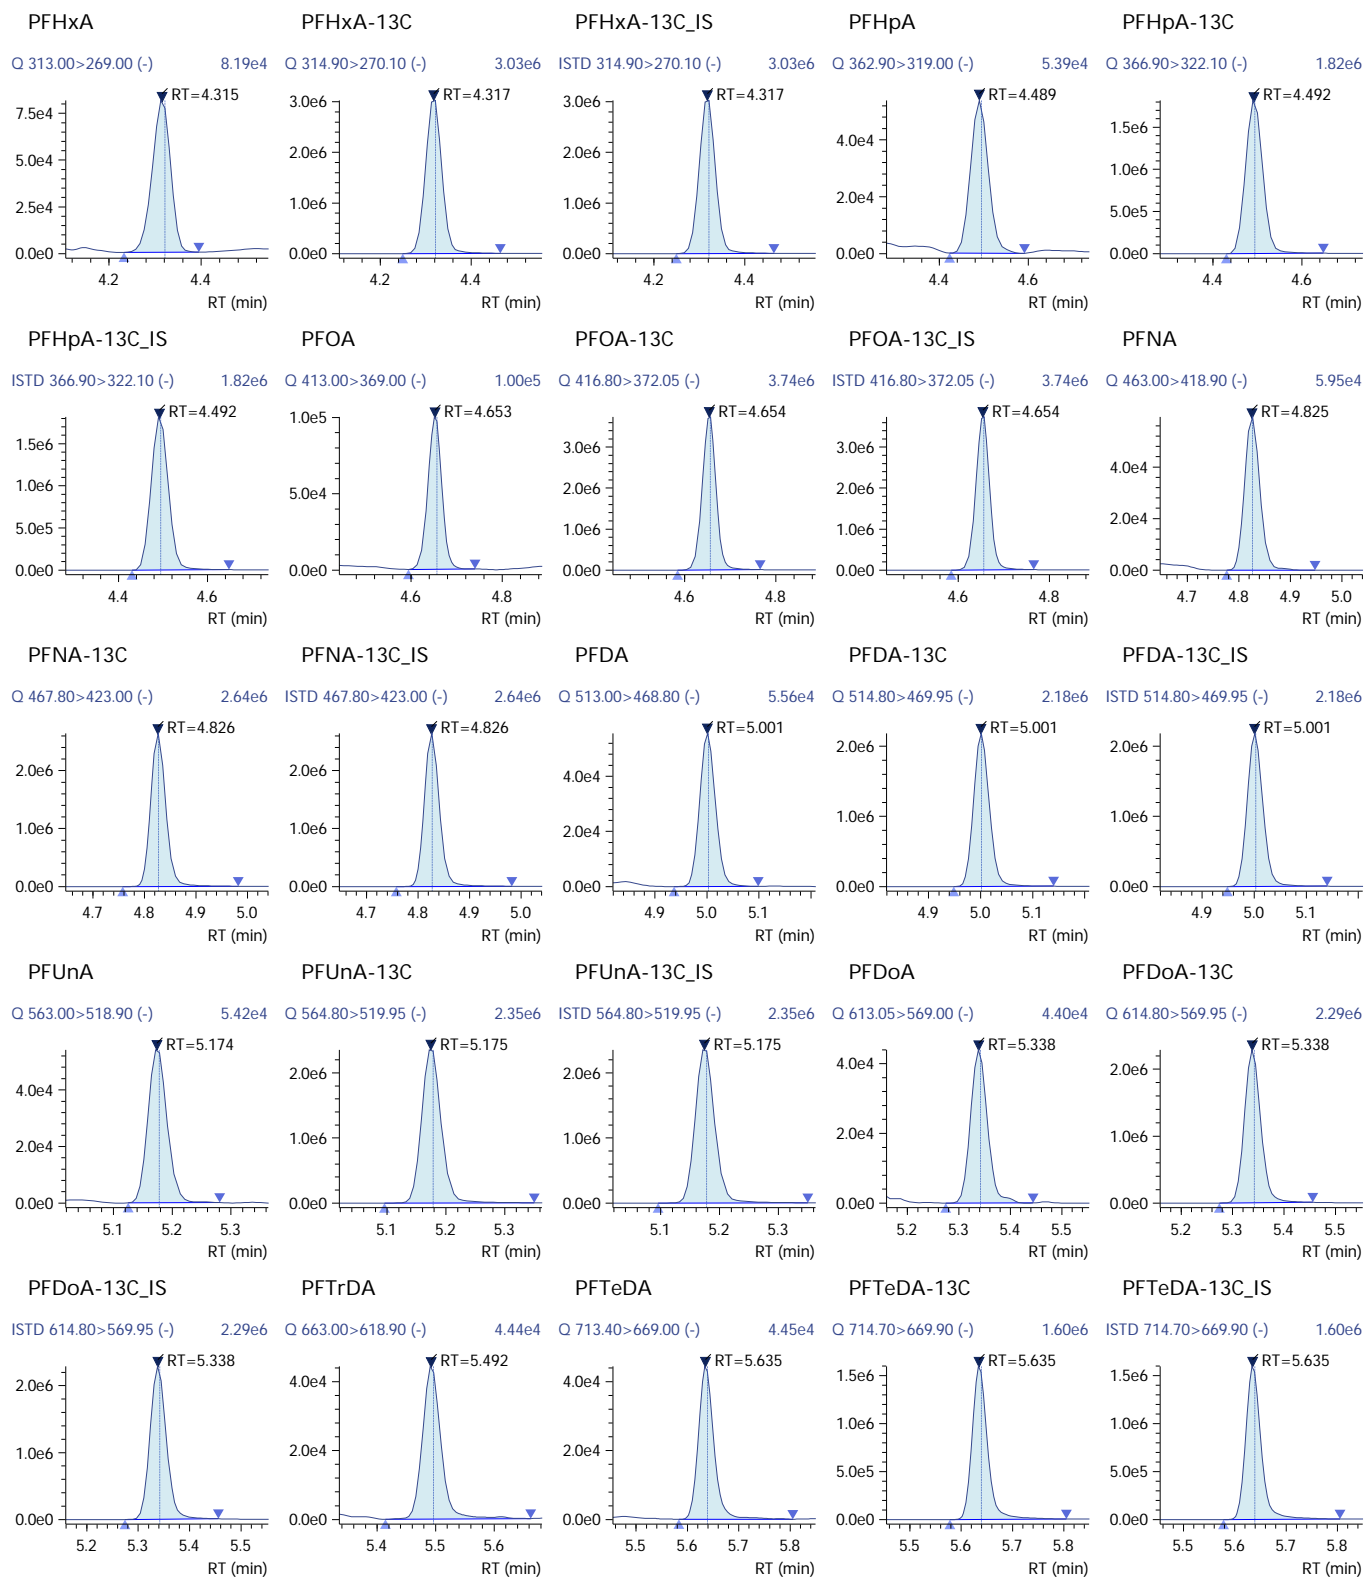 PFHxA
Q 313.00>269.00 (-) 8.19e4
RT=4.315
7.5e4
5.0e4
2.5e4
0.0e0
4.2 4.4
RT (min)
PFHxA-13C
Q 314.90>270.10 (-) 3.03e6
RT=4.317
3.0e6
2.0e6
1.0e6
0.0e0
4.2 4.4
RT (min)
PFHxA-13C_IS
ISTD 314.90>270.10 (-) 3.03e6
RT=4.317
3.0e6
2.0e6
1.0e6
0.0e0
4.2 4.4
RT (min)
PFHpA
Q 362.90>319.00 (-) 5.39e4
RT=4.489
4.0e4
2.0e4
0.0e0
4.4 4.6
RT (min)
PFHpA-13C
Q 366.90>322.10 (-) 1.82e6
RT=4.492
1.5e6
1.0e6
5.0e5
0.0e0
4.4 4.6
RT (min)
PFHpA-13C_IS
ISTD 366.90>322.10 (-) 1.82e6
RT=4.492
1.5e6
1.0e6
5.0e5
0.0e0
4.4 4.6
RT (min)
PFOA
Q 413.00>369.00 (-) 1.00e5
RT=4.653
1.0e5
5.0e4
0.0e0
4.6 4.8
RT (min)
PFOA-13C
Q 416.80>372.05 (-) 3.74e6
RT=4.654
3.0e6
2.0e6
1.0e6
0.0e0
4.6 4.8
RT (min)
PFOA-13C_IS
ISTD 416.80>372.05 (-) 3.74e6
RT=4.654
3.0e6
2.0e6
1.0e6
0.0e0
4.6 4.8
RT (min)
PFNA
Q 463.00>418.90 (-) 5.95e4
RT=4.825
4.0e4
2.0e4
0.0e0
4.7 4.8 4.9 5.0
RT (min)
PFNA-13C
Q 467.80>423.00 (-) 2.64e6
RT=4.826
2.0e6
1.0e6
0.0e0
4.7 4.8 4.9 5.0
RT (min)
PFNA-13C_IS
ISTD 467.80>423.00 (-) 2.64e6
RT=4.826
2.0e6
1.0e6
0.0e0
4.7 4.8 4.9 5.0
RT (min)
PFDA
Q 513.00>468.80 (-) 5.56e4
RT=5.001
4.0e4
2.0e4
0.0e0
4.9 5.0 5.1
RT (min)
PFDA-13C
Q 514.80>469.95 (-) 2.18e6
RT=5.001
2.0e6
1.0e6
0.0e0
4.9 5.0 5.1
RT (min)
PFDA-13C_IS
ISTD 514.80>469.95 (-) 2.18e6
RT=5.001
2.0e6
1.0e6
0.0e0
4.9 5.0 5.1
RT (min)
PFUnA
Q 563.00>518.90 (-) 5.42e4
RT=5.174
4.0e4
2.0e4
0.0e0
5.1 5.2 5.3
RT (min)
PFUnA-13C
Q 564.80>519.95 (-) 2.35e6
RT=5.175
2.0e6
1.0e6
0.0e0
5.1 5.2 5.3
RT (min)
PFUnA-13C_IS
ISTD 564.80>519.95 (-) 2.35e6
RT=5.175
2.0e6
1.0e6
0.0e0
5.1 5.2 5.3
RT (min)
PFDoA
Q 613.05>569.00 (-) 4.40e4
RT=5.338
4.0e4
2.0e4
0.0e0
5.2 5.3 5.4 5.5
RT (min)
PFDoA-13C
Q 614.80>569.95 (-) 2.29e6
RT=5.338
2.0e6
1.0e6
0.0e0
5.2 5.3 5.4 5.5
RT (min)
PFDoA-13C_IS
ISTD 614.80>569.95 (-) 2.29e6
RT=5.338
2.0e6
1.0e6
0.0e0
5.2 5.3 5.4 5.5
RT (min)
PFTrDA
Q 663.00>618.90 (-) 4.44e4
RT=5.492
4.0e4
2.0e4
0.0e0
5.4 5.5 5.6
RT (min)
PFTeDA
Q 713.40>669.00 (-) 4.45e4
RT=5.635
4.0e4
2.0e4
0.0e0
5.5 5.6 5.7 5.8
RT (min)
PFTeDA-13C
Q 714.70>669.90 (-) 1.60e6
RT=5.635
1.5e6
1.0e6
5.0e5
0.0e0
5.5 5.6 5.7 5.8
RT (min)
PFTeDA-13C_IS
ISTD 714.70>669.90 (-) 1.60e6
RT=5.635
1.5e6
1.0e6
5.0e5
0.0e0
5.5 5.6 5.7 5.8
RT (min)